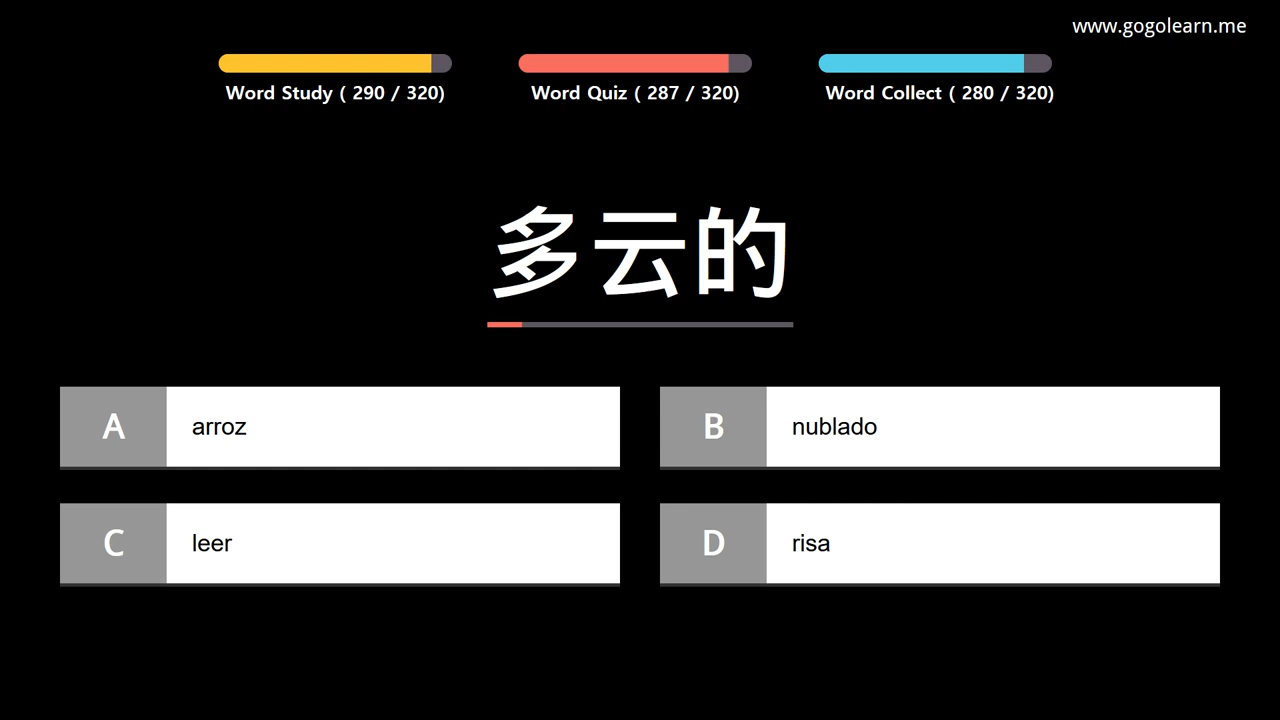 www.gogolearn.me
Word Study ( 290 / 320)
Word Quiz ( 287 / 320)
Word Collect ( 280 / 320)
多云的
A arroz
B nublado
C leer
D risa